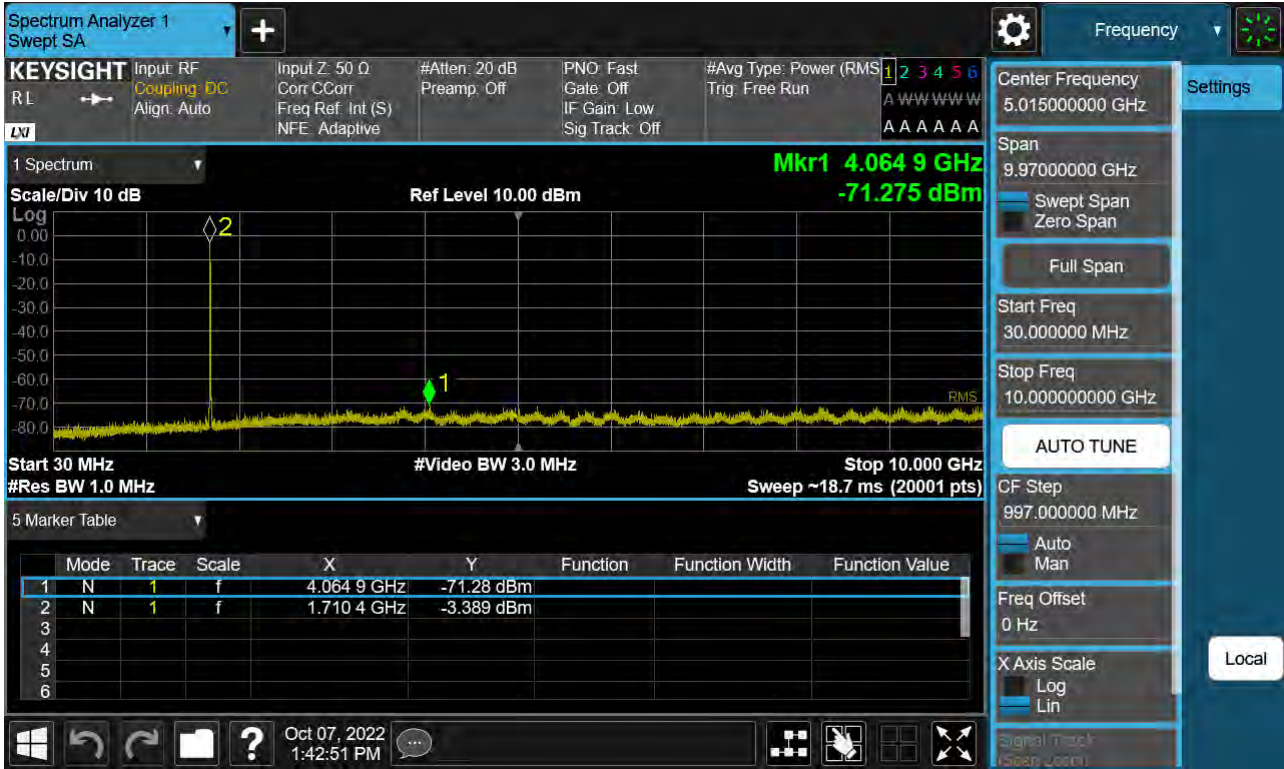 Spectrum Analyzer 1
Swept SA
Frequency
KEYSIGHT
RL
LXI
Input: RF
Coupling: DC
Align: Auto
Input Z: 50 Ω
Corr CCorr
Freq Ref: Int (S)
NFE: Adaptive
#Atten: 20 dB
Preamp: Off
PNO: Fast
Gate: Off
IF Gain: Low
Sig Track: Off
#Avg Type: Power (RMS
Trig: Free Run
1 2 3 4 5 6
A W W W W W
A A A A A A
1 Spectrum
Scale/Div 10 dB
Ref Level 10.00 dBm
Mkr1 4.064 9 GHz
-71.275 dBm
Log
0.00
-10.0
-20.0
-30.0
-40.0
-50.0
-60.0
-70.0
-80.0
2
1
RMS
Start 30 MHz
#Video BW 3.0 MHz
Stop 10.000 GHz
#Res BW 1.0 MHz
Sweep ~18.7 ms (20001 pts)
5 Marker Table
Mode Trace Scale X Y Function Function Width Function Value
1 N 1 f 4.064 9 GHz -71.28 dBm
2 N 1 f 1.710 4 GHz -3.389 dBm
3
4
5
6
Oct 07, 2022
1:42:51 PM
Center Frequency
5.015000000 GHz
Span
9.97000000 GHz
Swept Span
Zero Span
Full Span
Start Freq
30.000000 MHz
Stop Freq
10.000000000 GHz
AUTO TUNE
CF Step
997.000000 MHz
Auto
Man
Freq Offset
0 Hz
X Axis Scale
Log
Lin
Signal Track
(Span Zoom)
Settings
Local